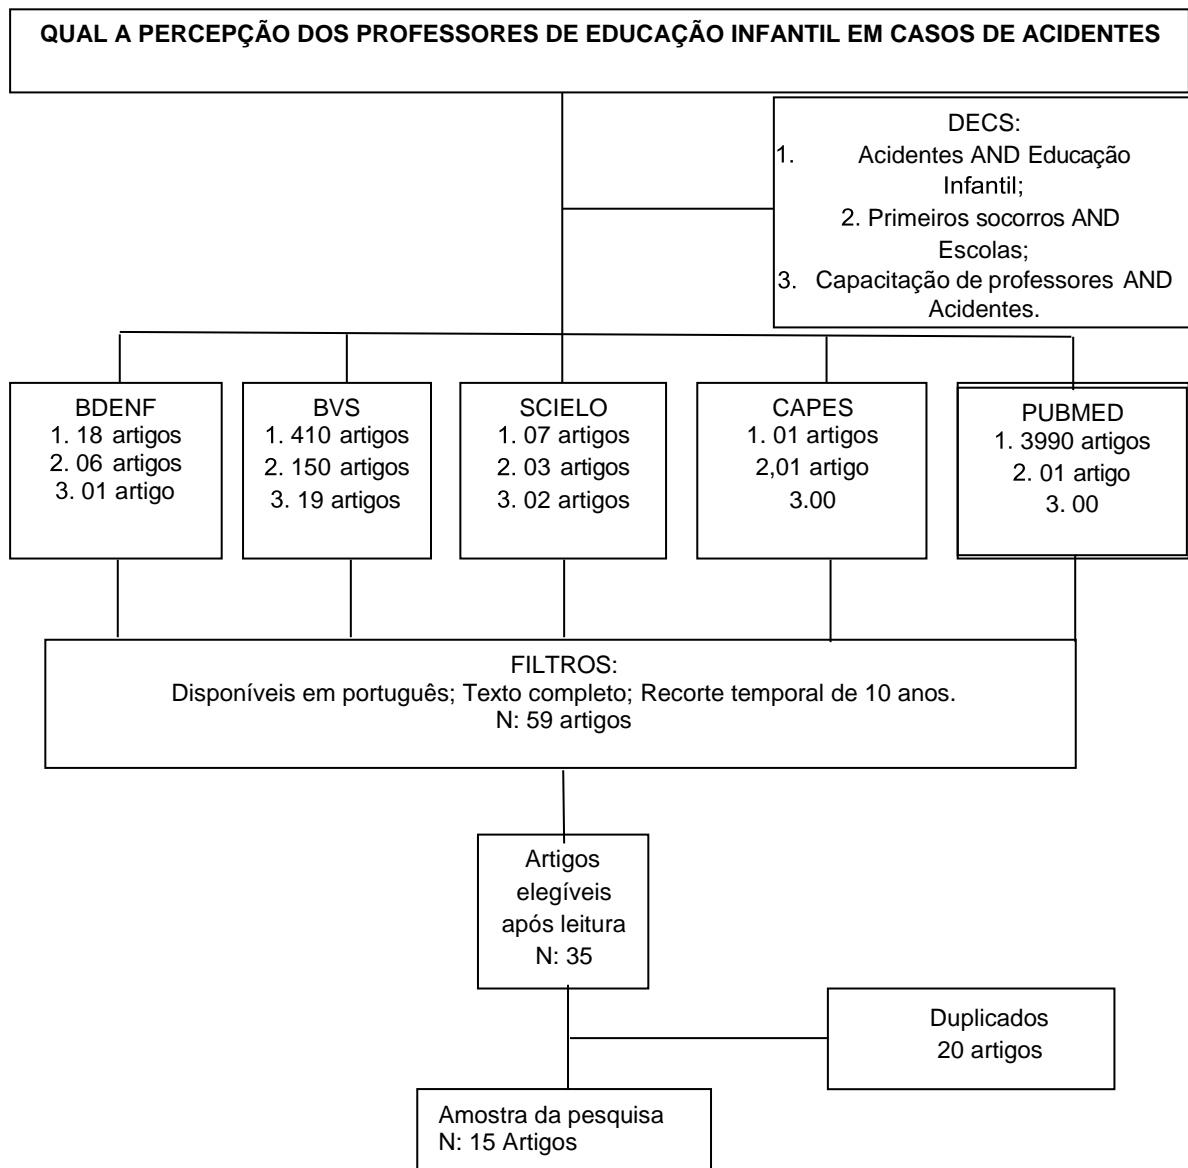 QUAL A PERCEPÇÃO DOS PROFESSORES DE EDUCAÇÃO INFANTIL EM CASOS DE ACIDENTES
DECS:
1. Acidentes AND Educação
Infantil;
2. Primeiros socorros AND
Escolas;
3. Capacitação de professores AND
Acidentes.
BDENF
1. 18 artigos
2. 06 artigos
3. 01 artigo
BVS
1. 410 artigos
2. 150 artigos
3. 19 artigos
SCIELO
1. 07 artigos
2. 03 artigos
3. 02 artigos
CAPES
1. 01 artigos
2,01 artigo
3.00
PUBMED
1. 3990 artigos
2. 01 artigo
3. 00
FILTROS:
Disponíveis em português; Texto completo; Recorte temporal de 10 anos.
N: 59 artigos
Artigos
elegíveis
após leitura
N: 35
Duplicados
20 artigos
Amostra da pesquisa
N: 15 Artigos